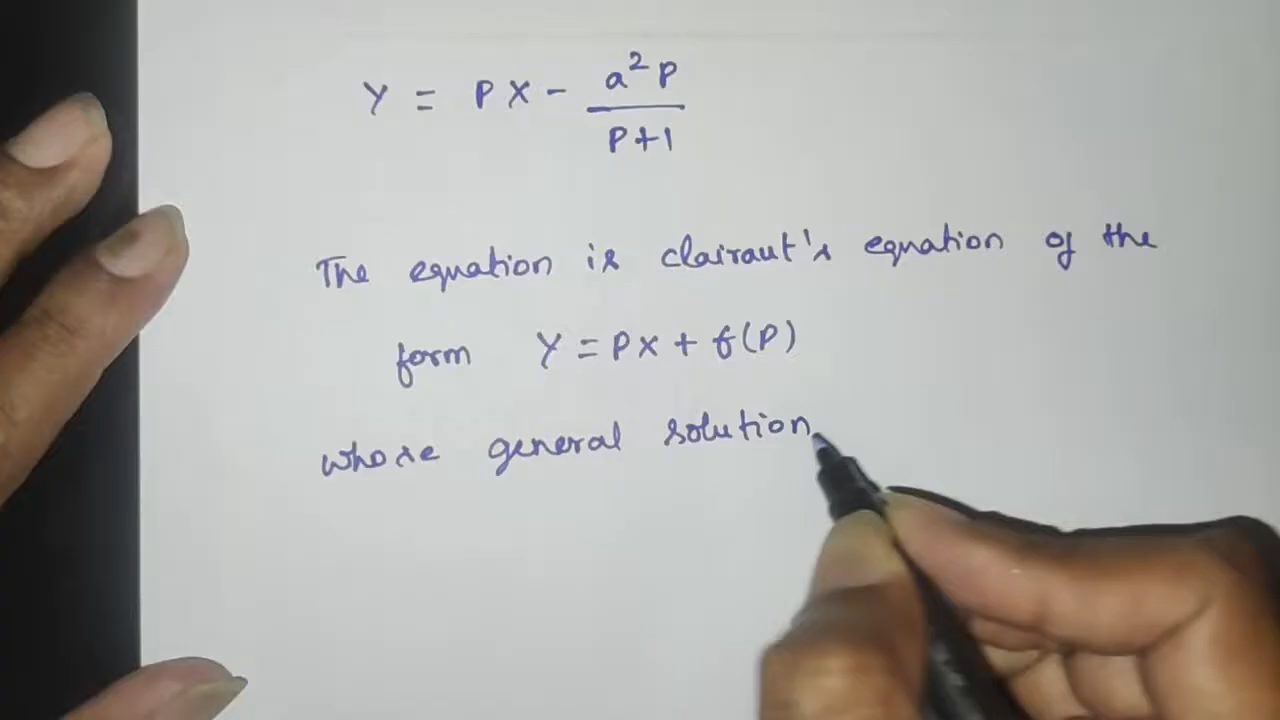 Y = PX - a²P / P+1
The equation is clairaut's equation of the
form Y = PX + f(P)
whose general solution